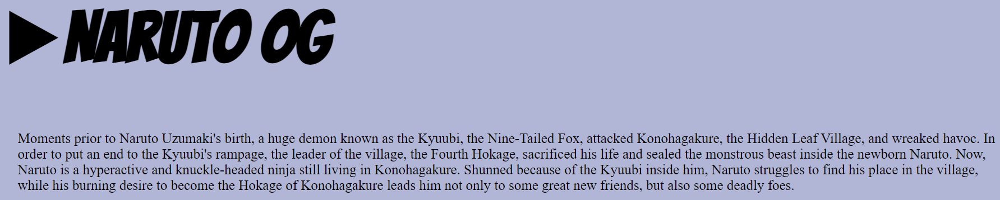 NARUTO OG
Moments prior to Naruto Uzumaki's birth, a huge demon known as the Kyuubi, the Nine-Tailed Fox, attacked Konohagakure, the Hidden Leaf Village, and wreaked havoc. In
order to put an end to the Kyuubi's rampage, the leader of the village, the Fourth Hokage, sacrificed his life and sealed the monstrous beast inside the newborn Naruto. Now,
Naruto is a hyperactive and knuckle-headed ninja still living in Konohagakure. Shunned because of the Kyuubi inside him, Naruto struggles to find his place in the village,
while his burning desire to become the Hokage of Konohagakure leads him not only to some great new friends, but also some deadly foes.